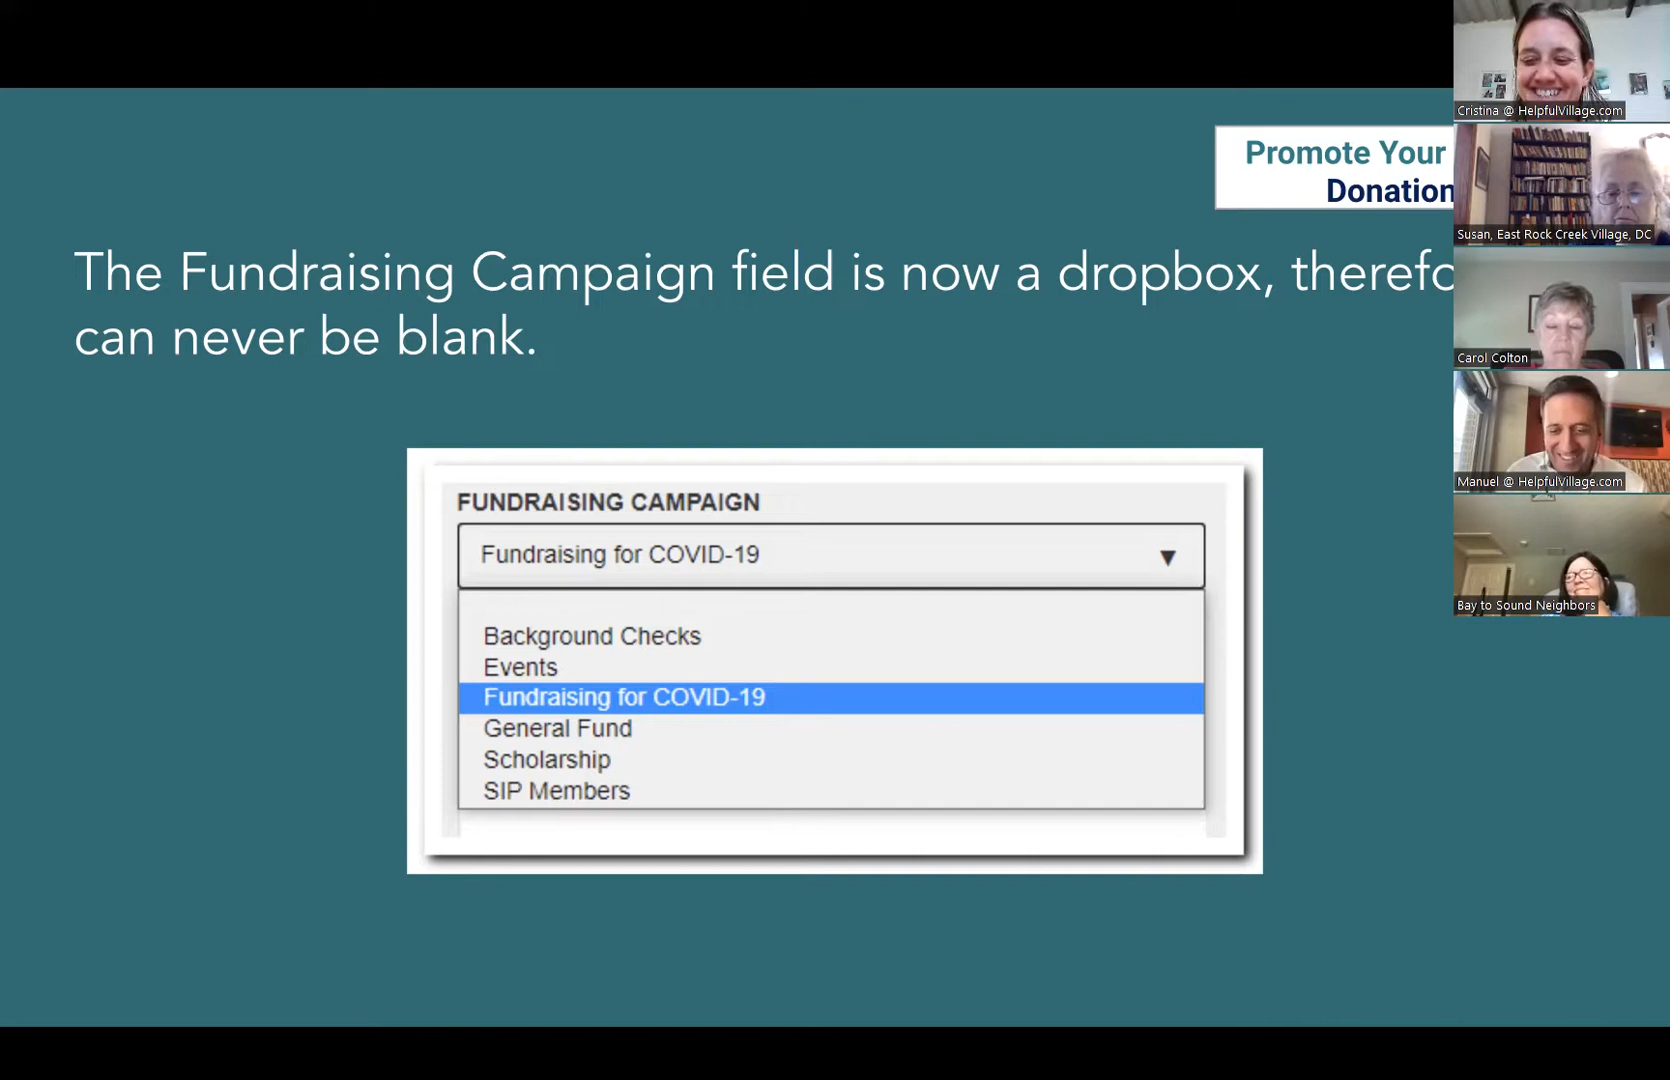 Promote Your
Donation
The Fundraising Campaign field is now a dropbox, therefo
can never be blank.
FUNDRAISING CAMPAIGN
Fundraising for COVID-19
Background Checks
Events
Fundraising for COVID-19
General Fund
Scholarship
SIP Members
Cristina @ HelpfulVillage.com
Susan, East Rock Creek Village, DC
Carol Colton
Manuel @ HelpfulVillage.com
Bay to Sound Neighbors